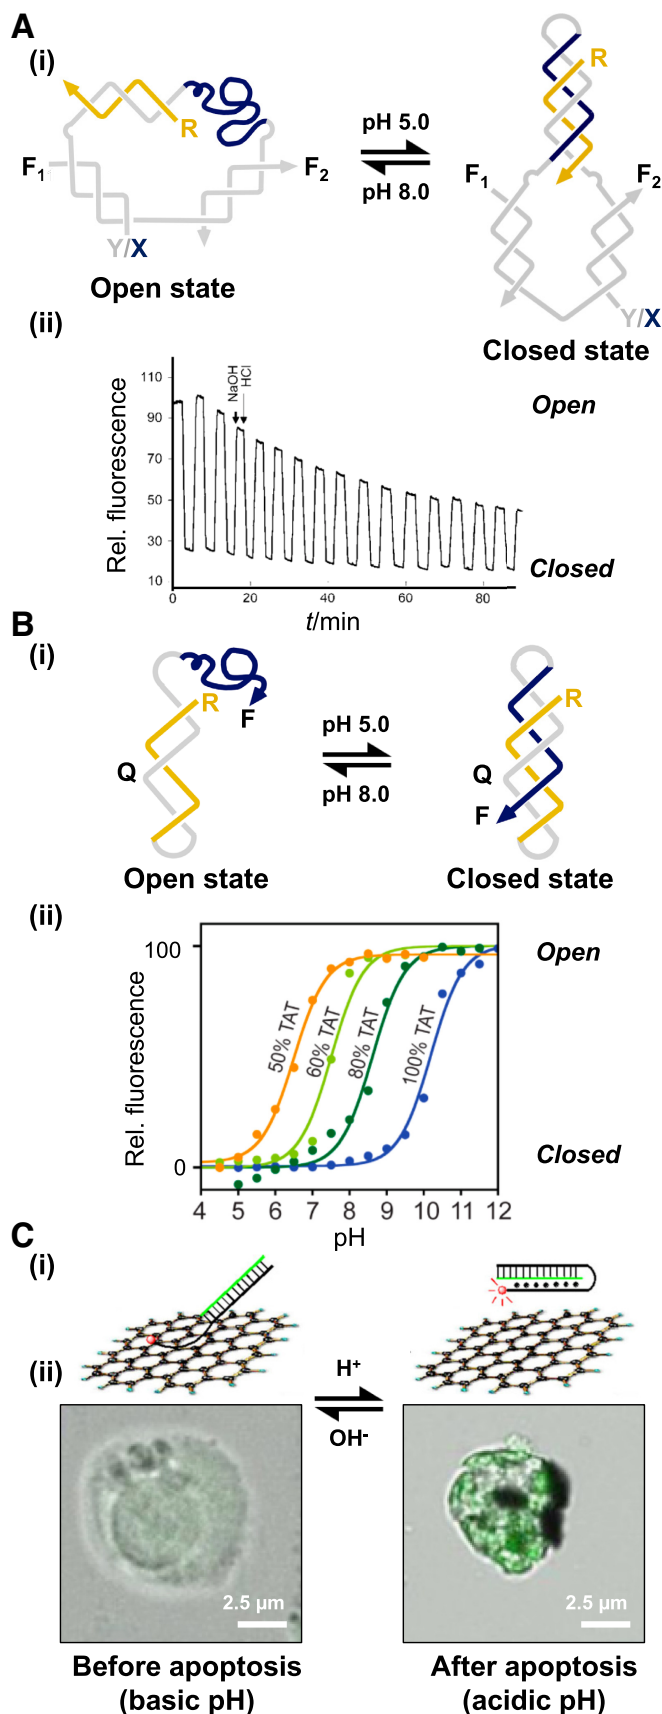 A
(i)
R
F1
F2
Y/X
Open state
pH 5.0
pH 8.0
R
F1
F2
Y/X
Closed state
(ii)
Rel. fluorescence
110
90
70
50
30
10
NaOH
HCl
0
20
40
60
80
t/min
Open
Closed
B
(i)
R
F
Q
Open state
pH 5.0
pH 8.0
R
Q
F
Closed state
(ii)
Rel. fluorescence
100
0
50% TAT
60% TAT
80% TAT
100% TAT
4 5 6 7 8 9 10 11 12
pH
Open
Closed
C
(i)
(ii)
H+
OH-
2.5 µm
2.5 µm
Before apoptosis
(basic pH)
After apoptosis
(acidic pH)